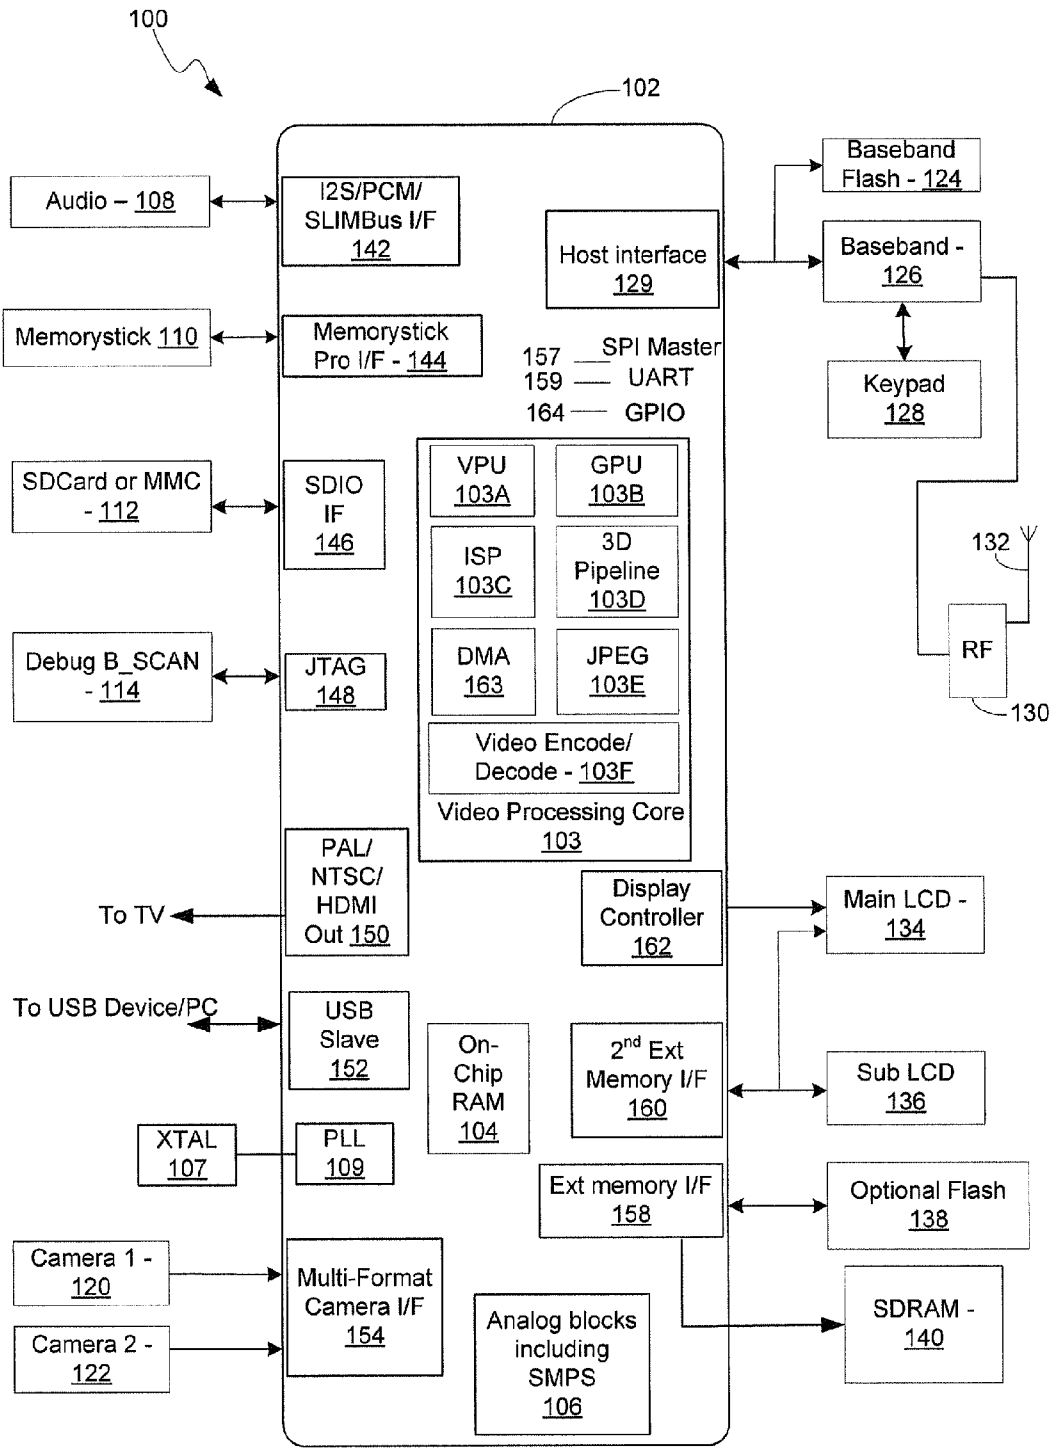 100
102
Audio – 108
I2S/PCM/
SLIMBus I/F
142
Host interface
129
Baseband
Flash - 124
Baseband -
126
Keypad
128
Memorystick 110
Memorystick
Pro I/F - 144
157 SPI Master
159 UART
164 GPIO
SDCard or MMC
- 112
SDIO
IF
146
VPU
103A
GPU
103B
ISP
103C
3D
Pipeline
103D
DMA
163
JPEG
103E
Video Encode/
Decode - 103F
Video Processing Core
103
132
RF
130
Debug B_SCAN
- 114
JTAG
148
To TV
PAL/
NTSC/
HDMI
Out 150
Display
Controller
162
Main LCD -
134
To USB Device/PC
USB
Slave
152
On-
Chip
RAM
104
2nd Ext
Memory I/F
160
Sub LCD
136
XTAL
107
PLL
109
Ext memory I/F
158
Optional Flash
138
Camera 1 -
120
Camera 2 -
122
Multi-Format
Camera I/F
154
Analog blocks
including
SMPS
106
SDRAM -
140